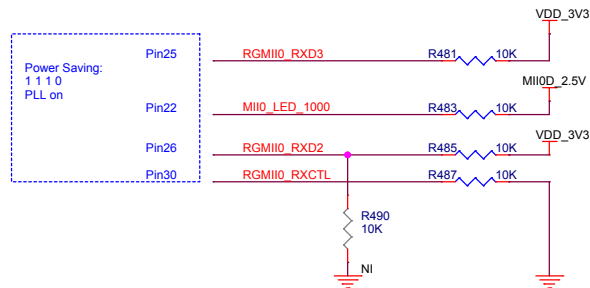 VDD_3V3
Pin25 RGMII0_RXD3 R481 10K
Power Saving:
1 1 1 0
PLL on
MII0D_2.5V
Pin22 MII0_LED_1000 R483 10K
VDD_3V3
Pin26 RGMII0_RXD2 R485 10K
Pin30 RGMII0_RXCTL R487 10K
R490
10K
NI